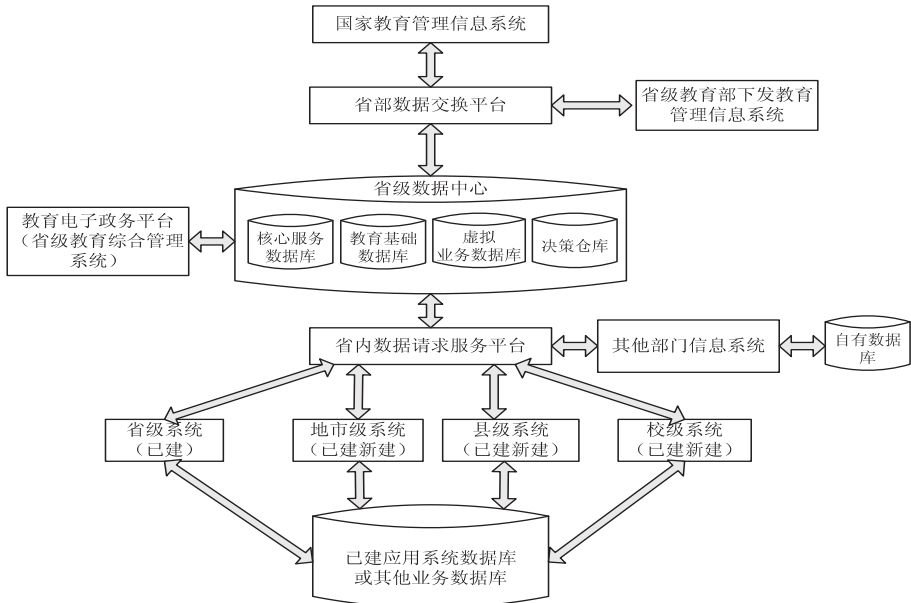 国家教育管理信息系统
省部数据交换平台
省级教育部下发教育
管理信息系统
省级数据中心
教育电子政务平台
（省级教育综合管理
系统）
核心服务
数据库
教育基础
数据库
虚拟
业务数据库
决策仓库
省内数据请求服务平台
其他部门信息系统
自有数据
库
省级系统
（已建）
地市级系统
（已建新建）
县级系统
（已建新建）
校级系统
（已建新建）
已建应用系统数据库
或其他业务数据库